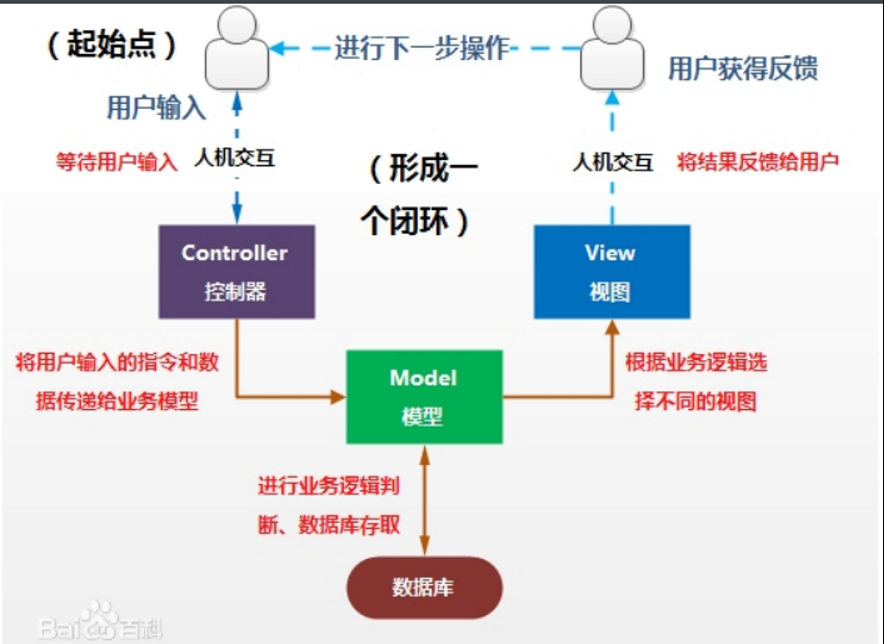 （起始点）
进行下一步操作
用户获得反馈
用户输入
等待用户输入
人机交互
（形成一
个闭环）
人机交互
将结果反馈给用户
Controller
控制器
View
视图
将用户输入的指令和数
据传递给业务模型
Model
模型
根据业务逻辑选
择不同的视图
进行业务逻辑判
断、数据库存取
数据库
Baidu百科